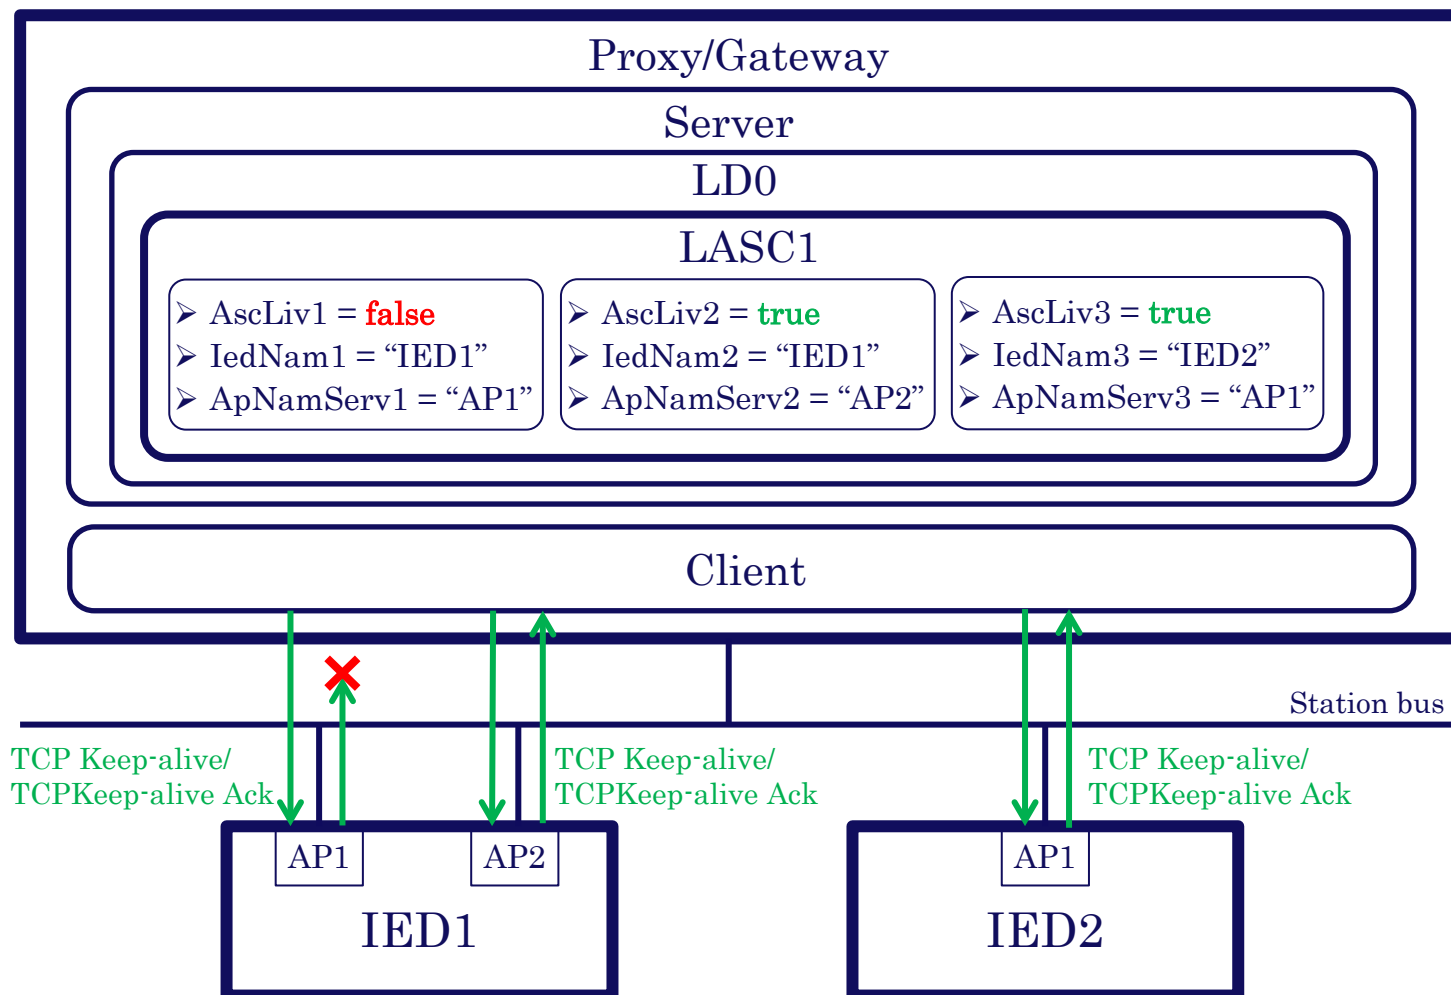 Proxy/Gateway
Server
LD0
LASC1
➢ AscLiv1 = false
➢ IedNam1 = “IED1”
➢ ApNamServ1 = “AP1”
➢ AscLiv2 = true
➢ IedNam2 = “IED1”
➢ ApNamServ2 = “AP2”
➢ AscLiv3 = true
➢ IedNam3 = “IED2”
➢ ApNamServ3 = “AP1”
Client
Station bus
TCP Keep-alive/
TCPKeep-alive Ack
TCP Keep-alive/
TCPKeep-alive Ack
TCP Keep-alive/
TCPKeep-alive Ack
AP1
AP2
AP1
IED1
IED2